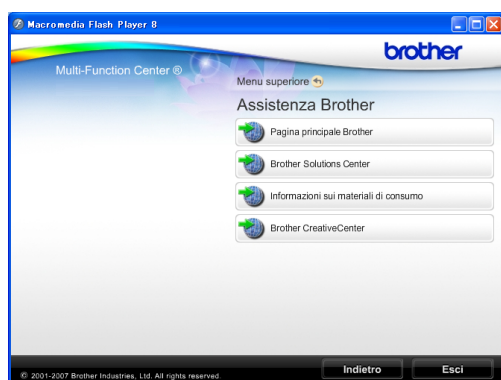 Macromedia Flash Player 8
brother
Multi-Function Center ®
Menu superiore
Assistenza Brother
Pagina principale Brother
Brother Solutions Center
Informazioni sui materiali di consumo
Brother CreativeCenter
Indietro
Esci
© 2001-2007 Brother Industries, Ltd. All rights reserved.